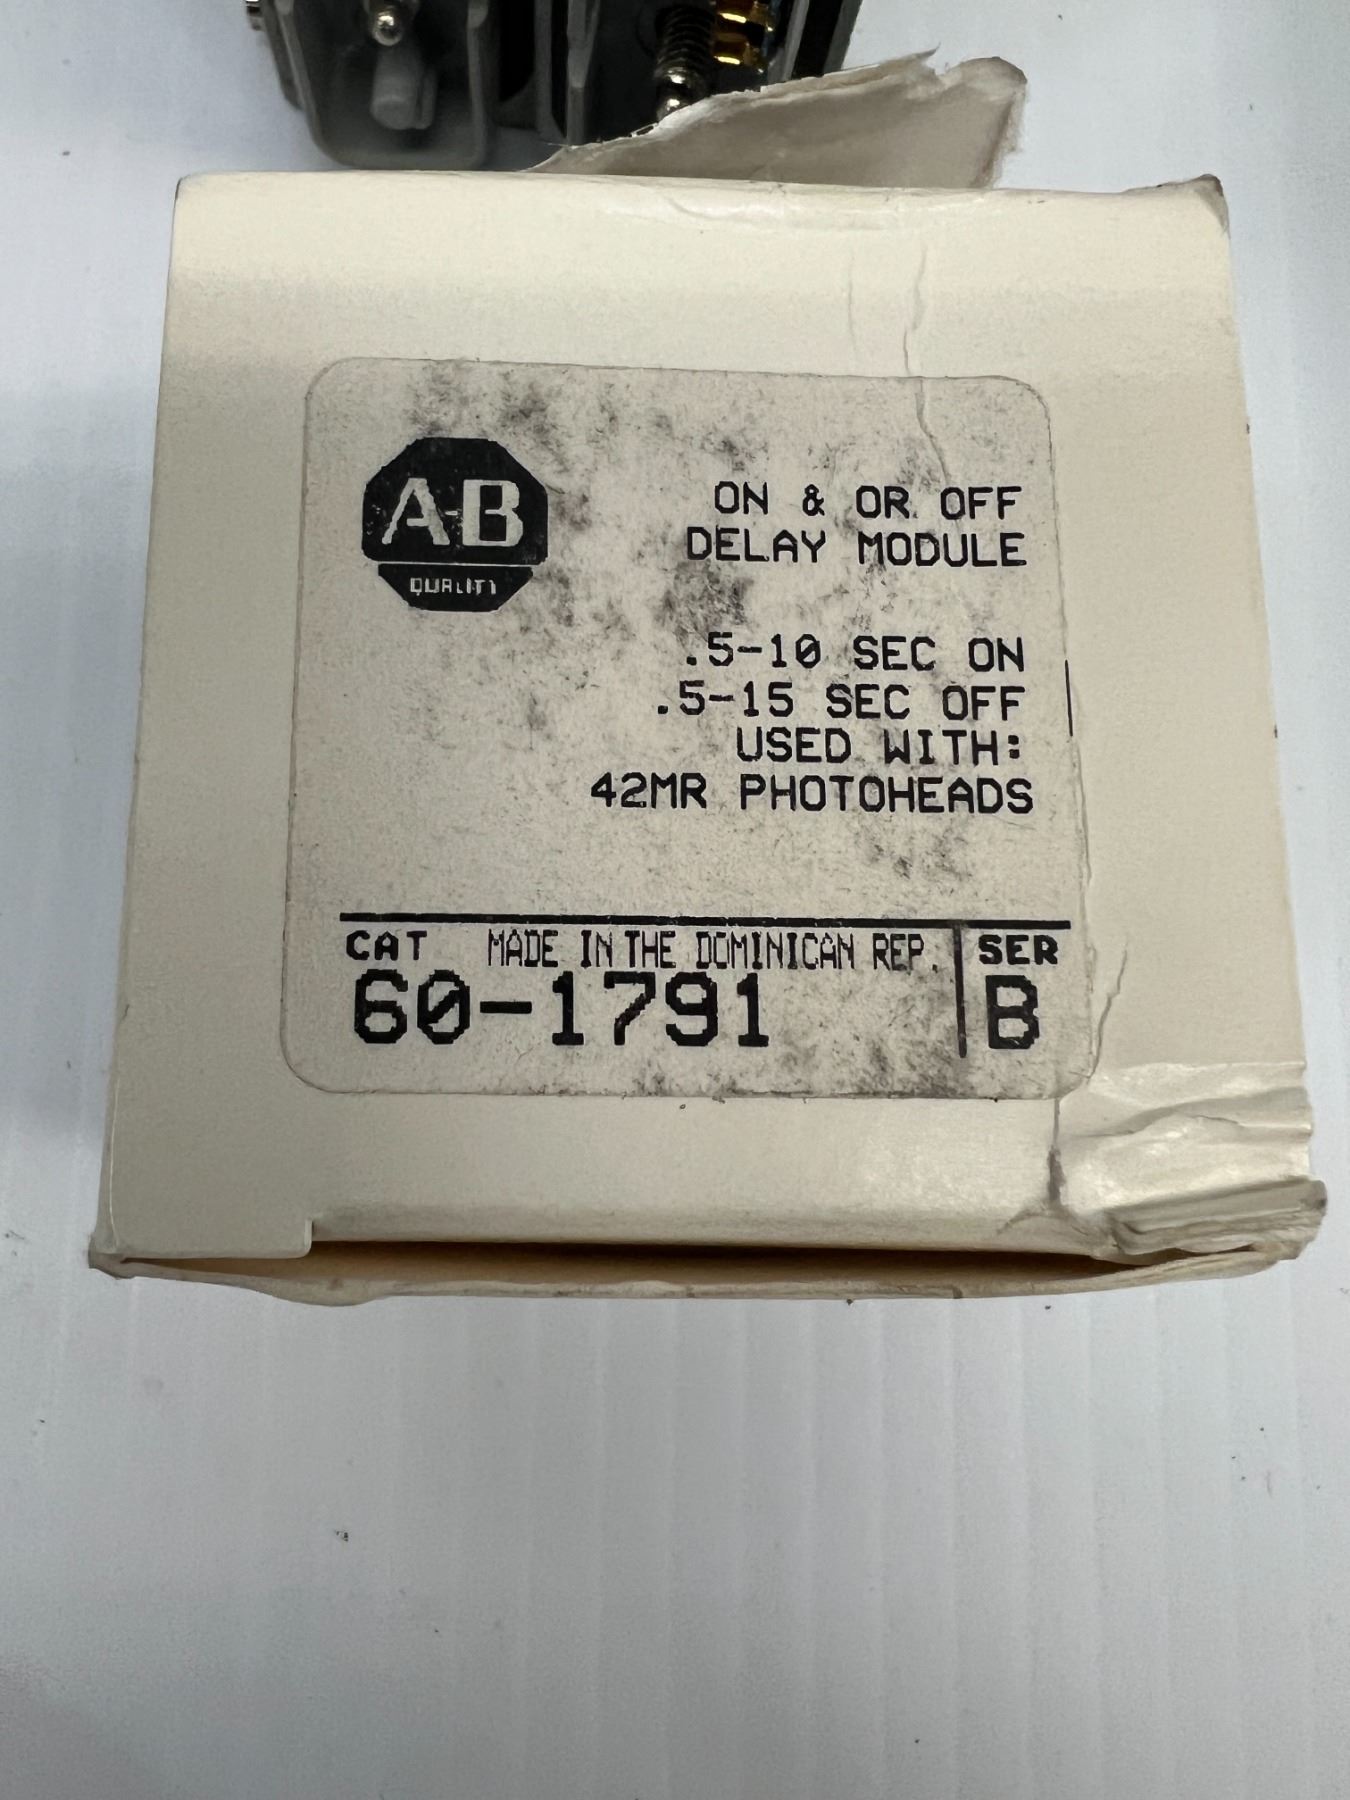 A-B
QUALITY
ON & OR OFF
DELAY MODULE
.5-10 SEC ON
.5-15 SEC OFF
USED WITH:
42MR PHOTOHEADS
CAT MADE IN THE DOMINICAN REP. SER
60-1791 B